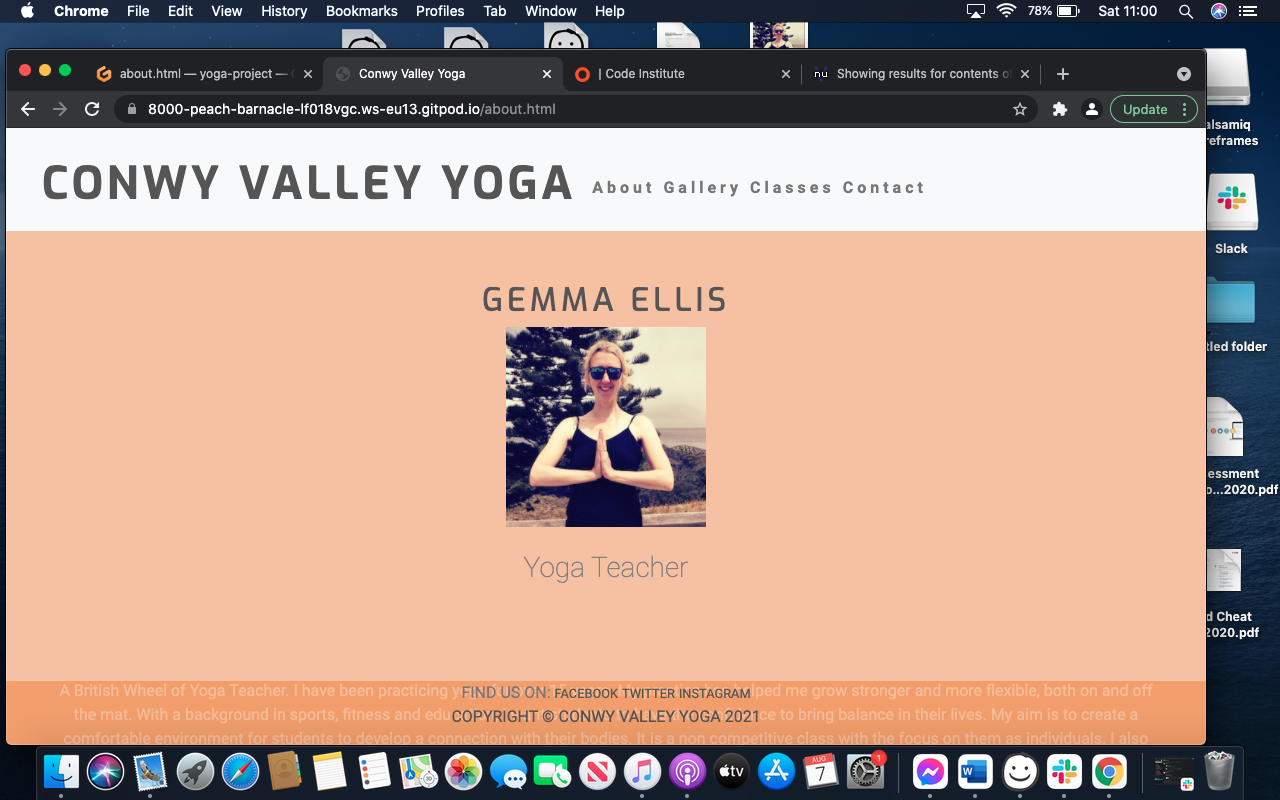 Chrome File Edit View History Bookmarks Profiles Tab Window Help 78% Sat 11:00
about.html — yoga-project — Conwy Valley Yoga | Code Institute nu Showing results for contents of
8000-peach-barnacle-lf018vgc.ws-eu13.gitpod.io/about.html Update
alsamiq
reframes
CONWY VALLEY YOGA About Gallery Classes Contact
Slack
GEMMA ELLIS
tled folder
essment
o...2020.pdf
Yoga Teacher
d Cheat
2020.pdf
A British Wheel of Yoga Teacher. I have been practicing helped me grow stronger and more flexible, both on and off
FIND US ON: FACEBOOK TWITTER INSTAGRAM
the mat. With a background in sports, fitness and to bring balance in their lives. My aim is to create a
COPYRIGHT © CONWY VALLEY YOGA 2021
comfortable environment for students to develop a connection with their bodies. It is a non competitive class with the focus on them as individuals. I also
AUG
7
tv
1